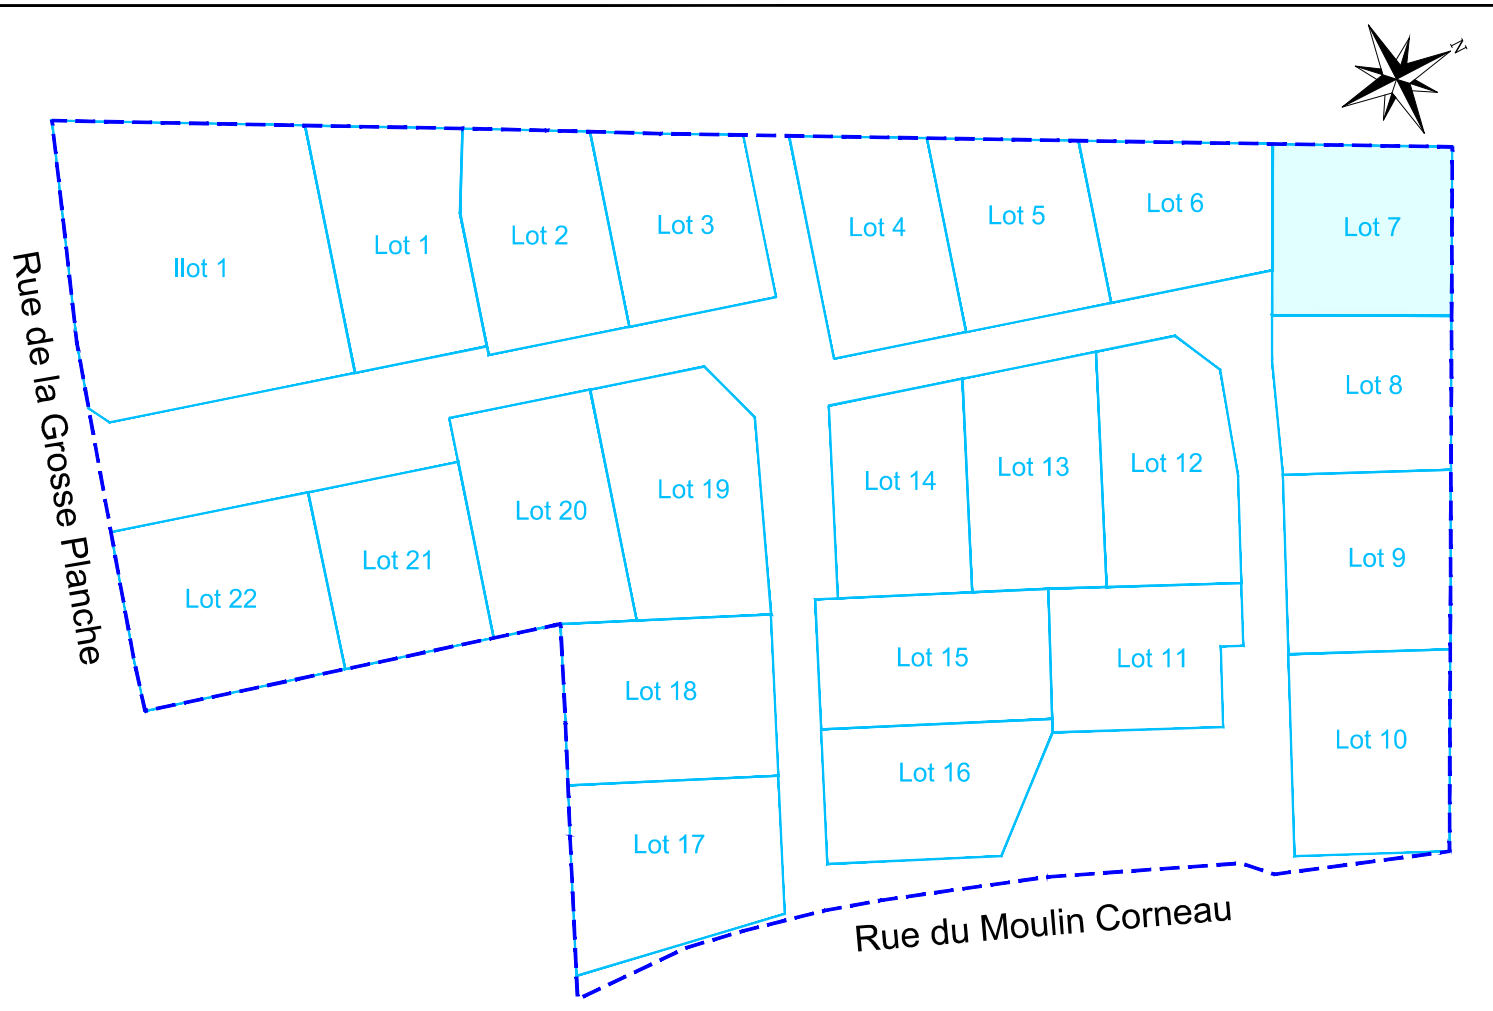 N
Ilot 1
Lot 1
Lot 2
Lot 3
Lot 4
Lot 5
Lot 6
Lot 7
Lot 8
Lot 9
Lot 10
Lot 11
Lot 12
Lot 13
Lot 14
Lot 15
Lot 16
Lot 17
Lot 18
Lot 19
Lot 20
Lot 21
Lot 22
Rue de la Grosse Planche
Rue du Moulin Corneau